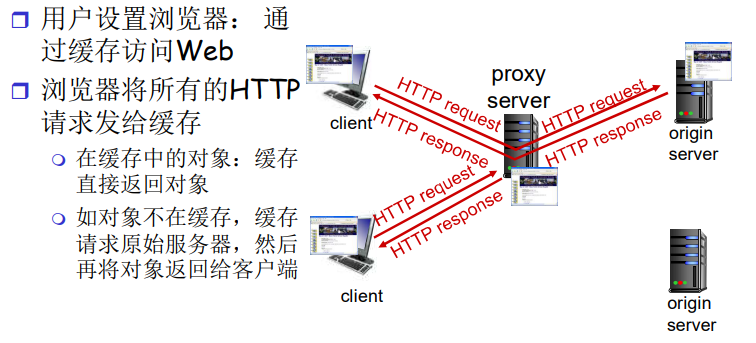 用户设置浏览器： 通
过缓存访问Web
浏览器将所有的HTTP
请求发给缓存
在缓存中的对象：缓存
直接返回对象
如对象不在缓存，缓存
请求原始服务器，然后
再将对象返回给客户端
proxy
server
client
HTTP request
HTTP response
HTTP request
HTTP response
origin
server
HTTP request
HTTP response
client
origin
server